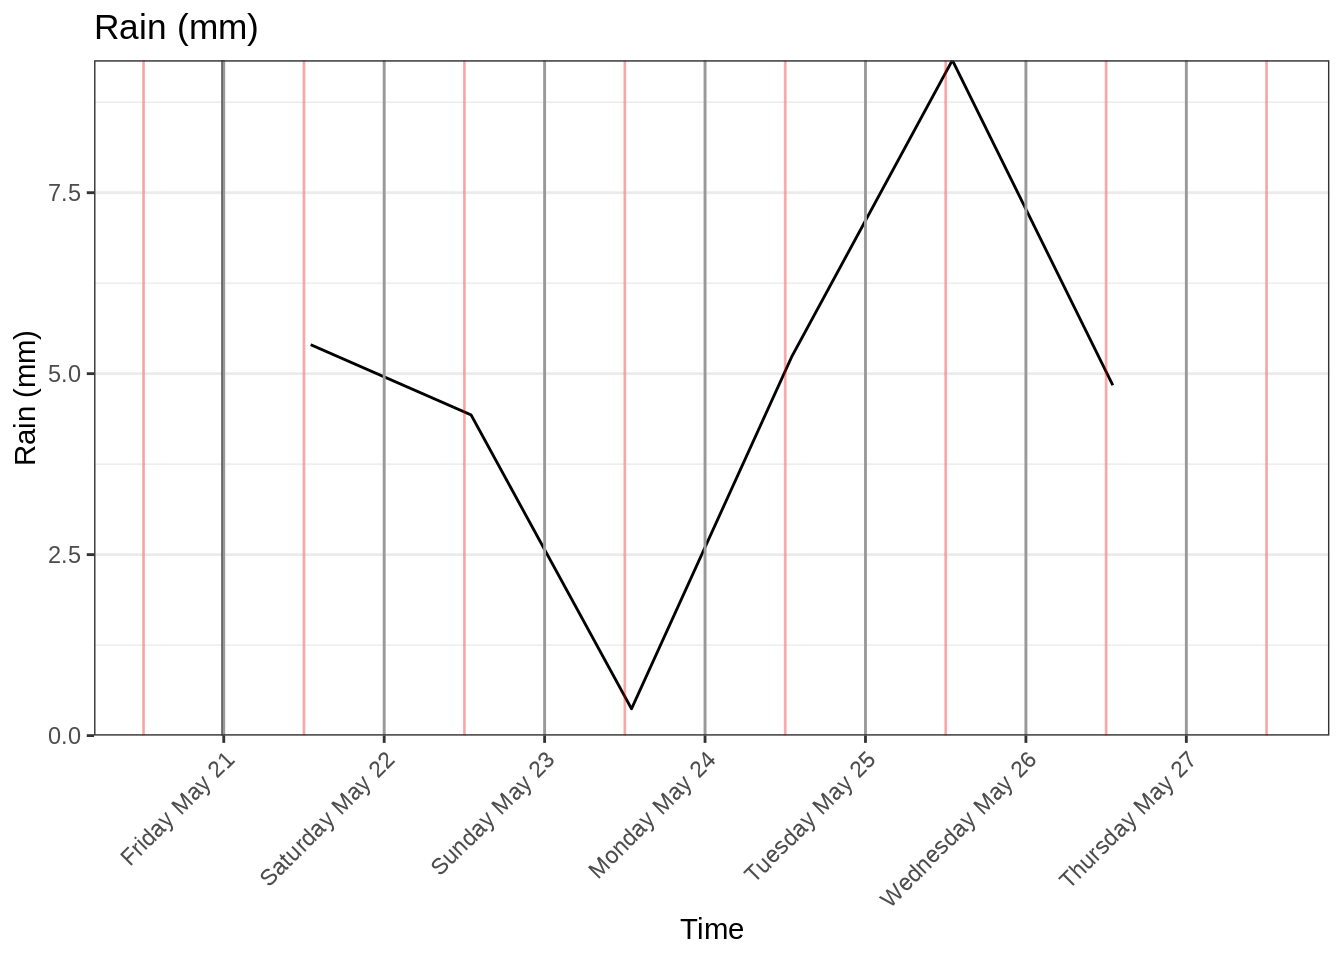 Rain (mm)
Rain (mm)
7.5
5.0
2.5
0.0
Friday May 21
Saturday May 22
Sunday May 23
Monday May 24
Tuesday May 25
Wednesday May 26
Thursday May 27
Time